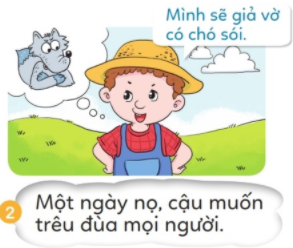 Mình sẽ giả vờ
có chó sói.
2
Một ngày nọ, cậu muốn
trêu đùa mọi người.